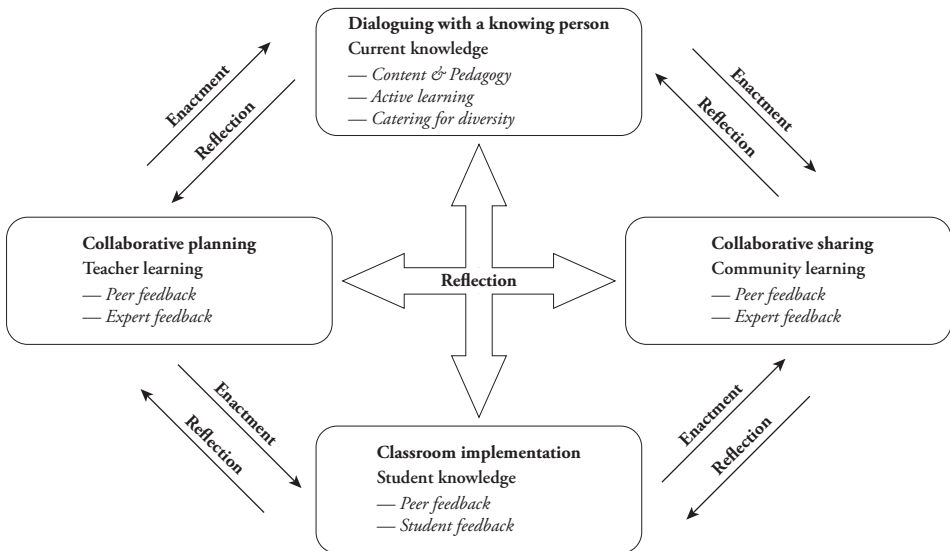 Dialoguing with a knowing person
Current knowledge
— Content & Pedagogy
— Active learning
— Catering for diversity
Enactment
Reflection
Enactment
Reflection
Collaborative planning
Teacher learning
— Peer feedback
— Expert feedback
Reflection
Collaborative sharing
Community learning
— Peer feedback
— Expert feedback
Enactment
Reflection
Enactment
Reflection
Classroom implementation
Student knowledge
— Peer feedback
— Student feedback